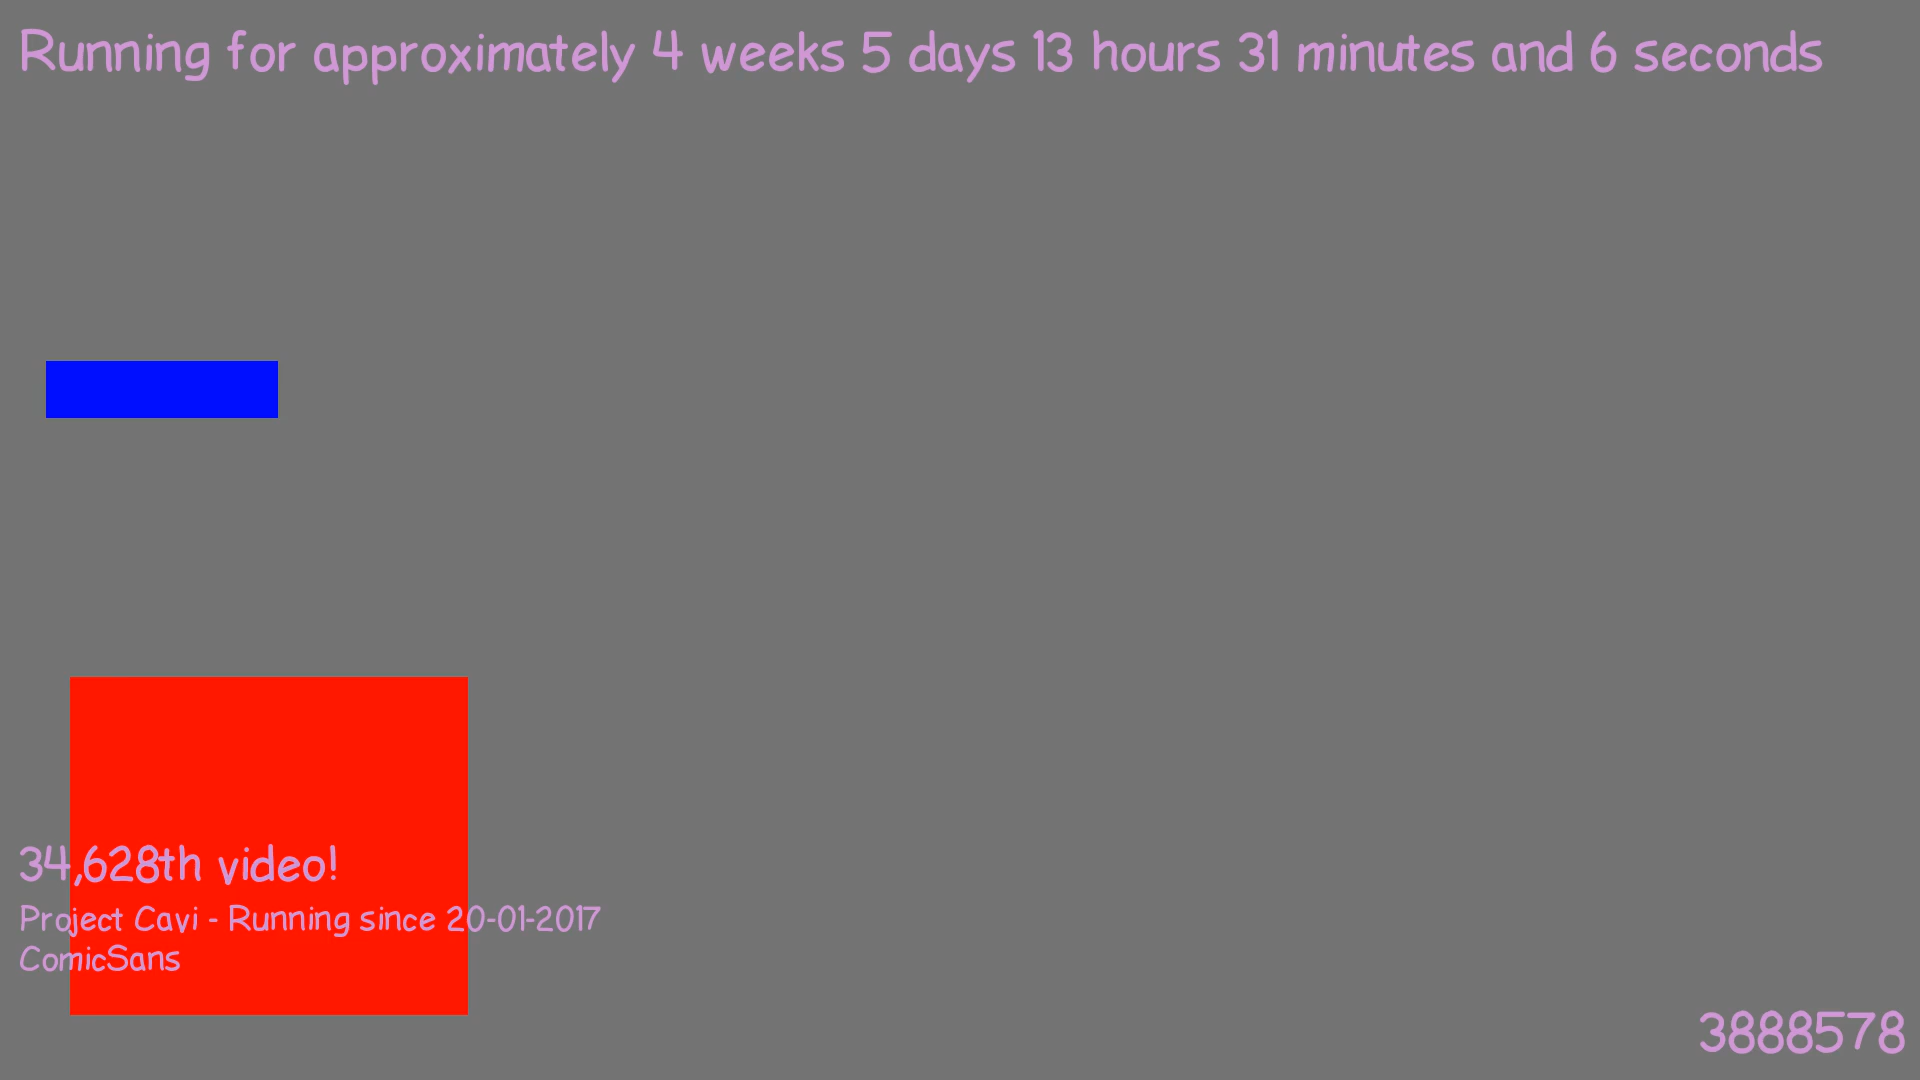 Running for approximately 4 weeks 5 days 13 hours 31 minutes and 6 seconds
34,628th video!
Project Cavi - Running since 20-01-2017
ComicSans
3888578